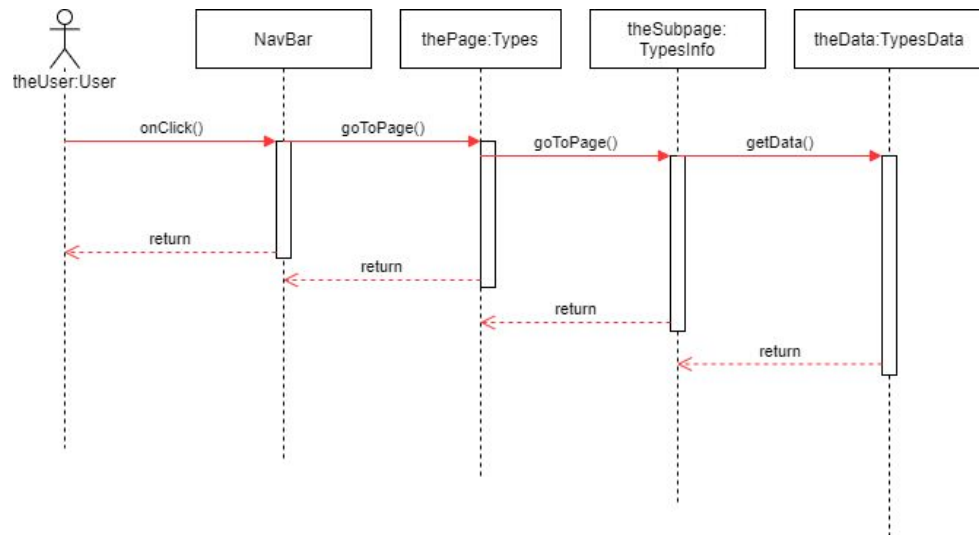 NavBar
thePage:Types
theSubpage:
TypesInfo
theData:TypesData
theUser:User
onClick()
goToPage()
goToPage()
getData()
return
return
return
return